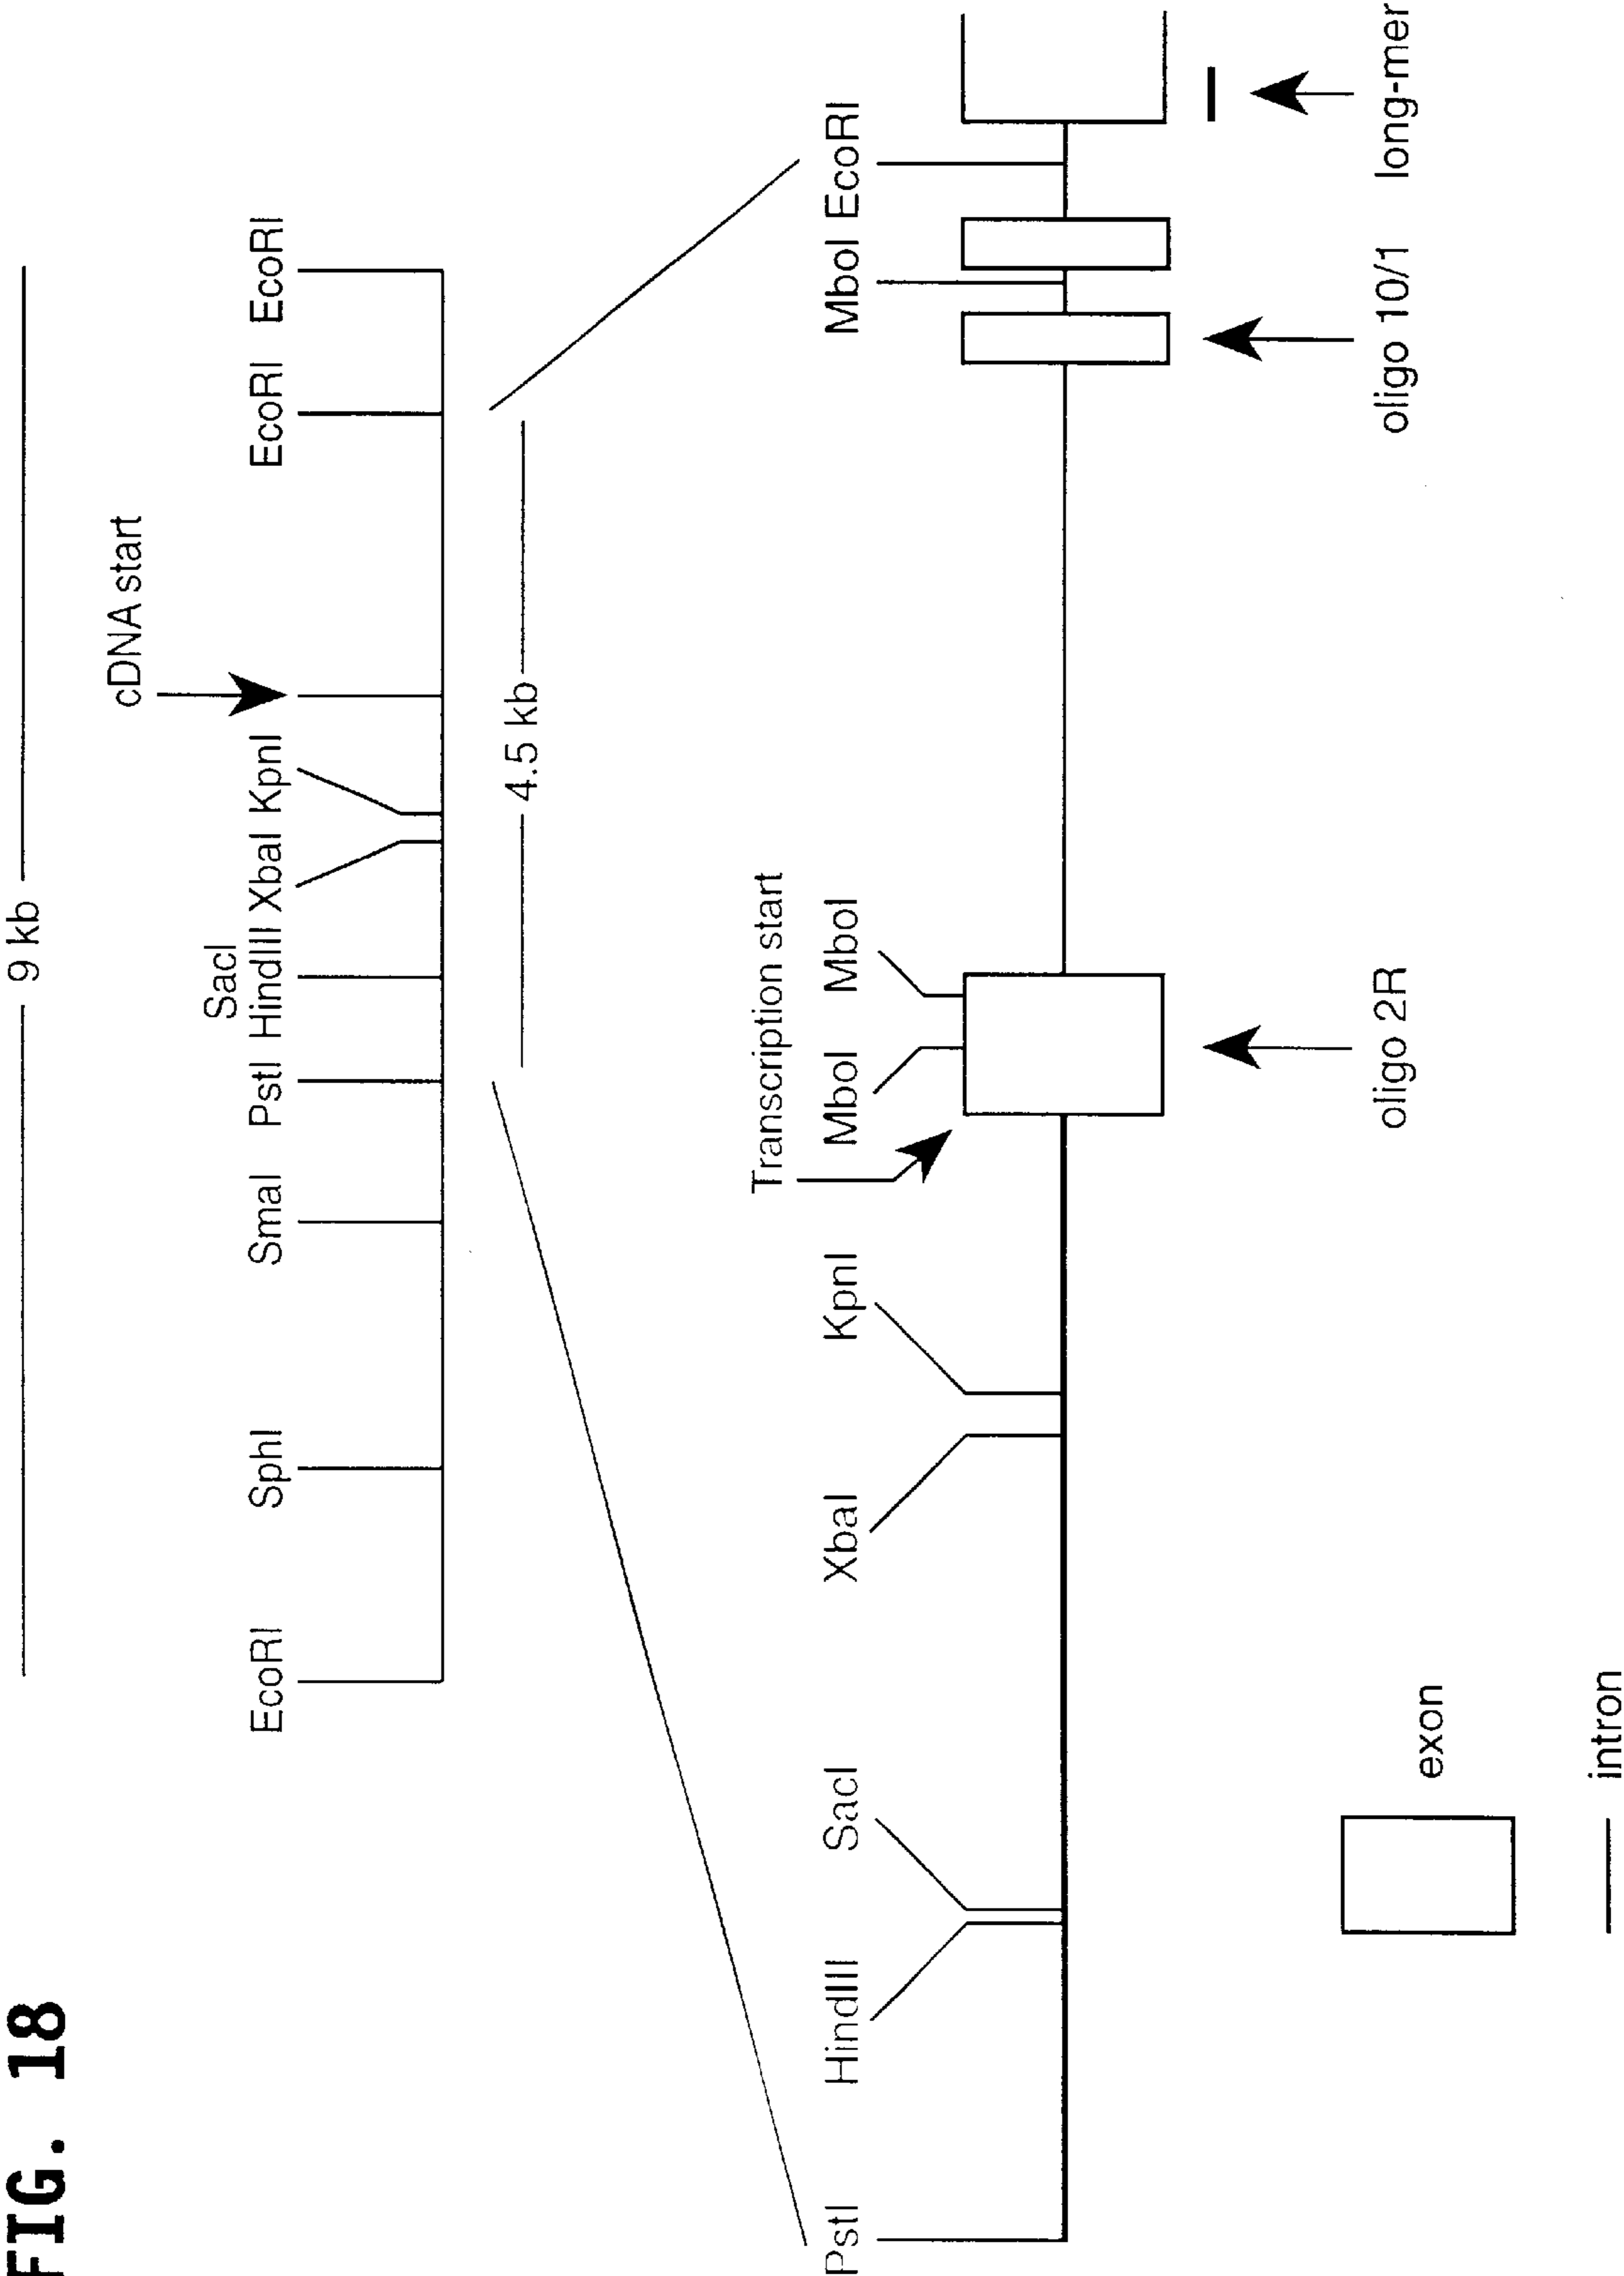 FIG. 18
9 kb
cDNA start
SacI
EcoRI SphI SmaI PstI HindIII XbaI KpnI EcoRI EcoRI
4.5 kb
Transcription start
PstI HindIII SacI XbaI KpnI MboI MboI MboI EcoRI
oligo 2R oligo 10/1 long-mer
exon
intron